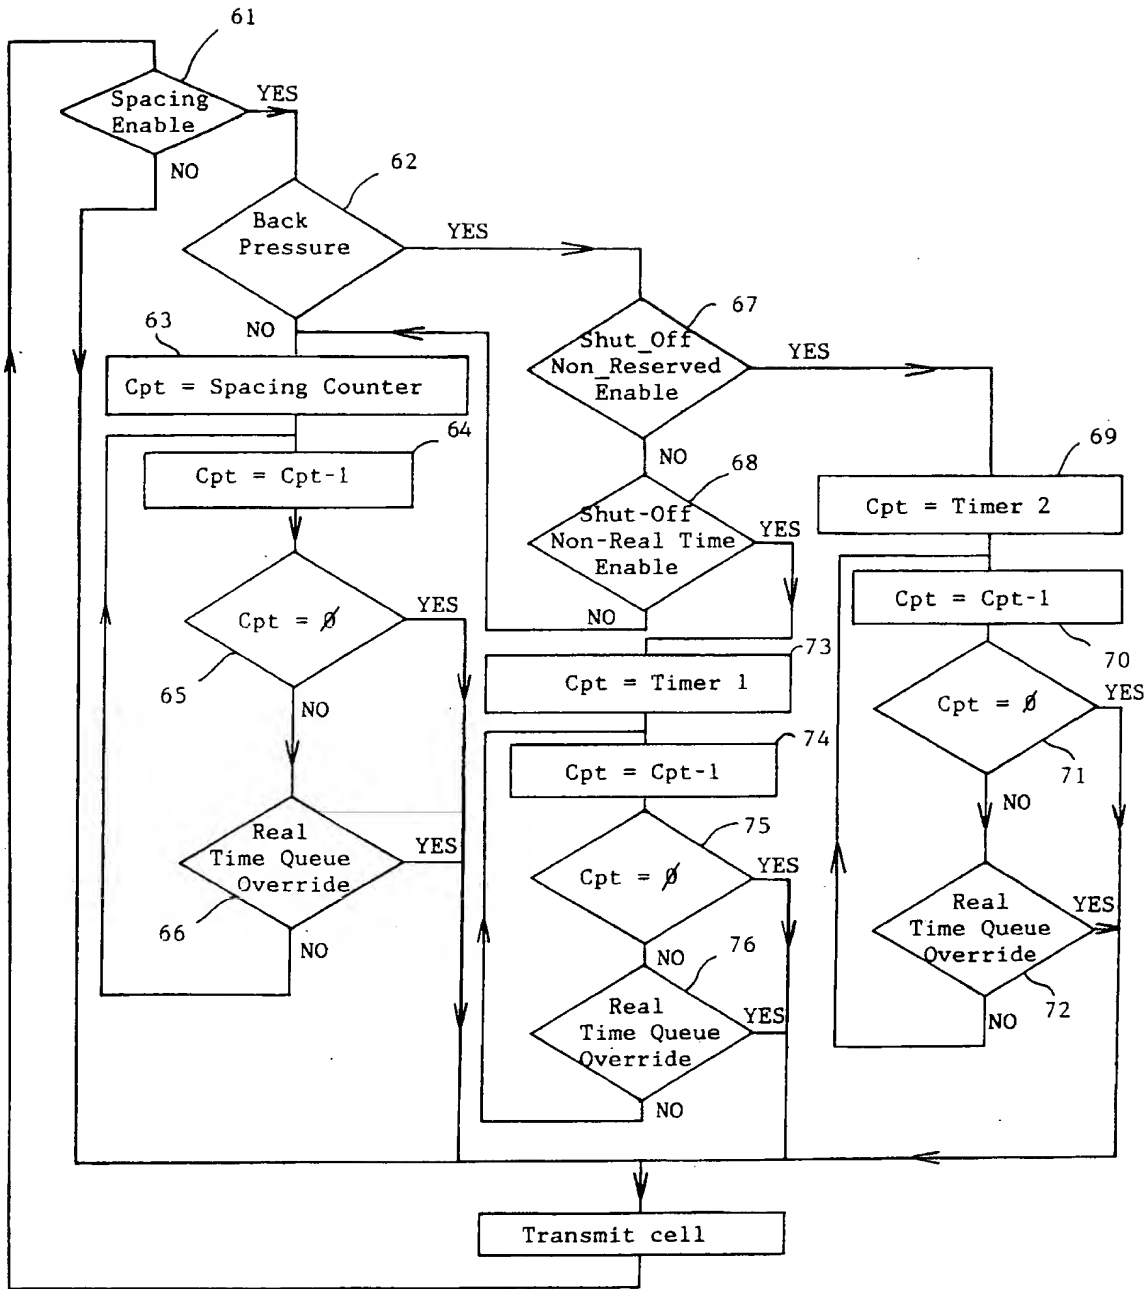 61
Spacing
Enable
YES
NO
62
Back
Pressure
YES
NO
63
Cpt = Spacing Counter
64
Cpt = Cpt-1
Cpt = Ø
YES
65
NO
Real
Time Queue
Override
YES
66
NO
67
Shut_Off
Non_Reserved
Enable
YES
NO
68
Shut-Off
Non-Real Time
Enable
YES
NO
73
Cpt = Timer 1
74
Cpt = Cpt-1
75
Cpt = Ø
YES
NO
76
Real
Time Queue
Override
YES
NO
69
Cpt = Timer 2
Cpt = Cpt-1
70
Cpt = Ø
YES
71
NO
Real
Time Queue
Override
YES
72
NO
Transmit cell